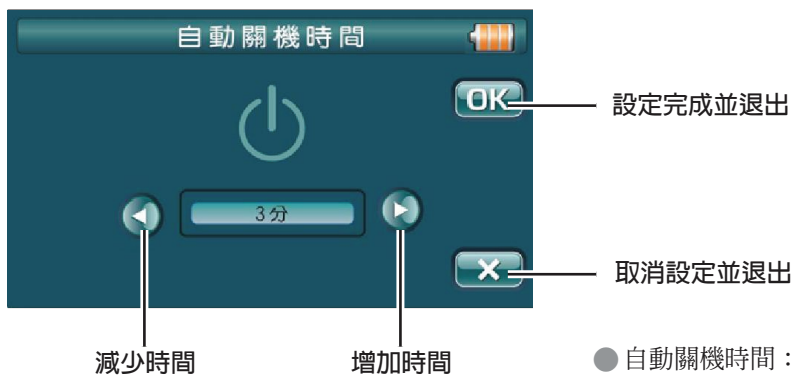 自動關機時間
OK
設定完成並退出
3分
取消設定並退出
減少時間
增加時間
●自動關機時間：